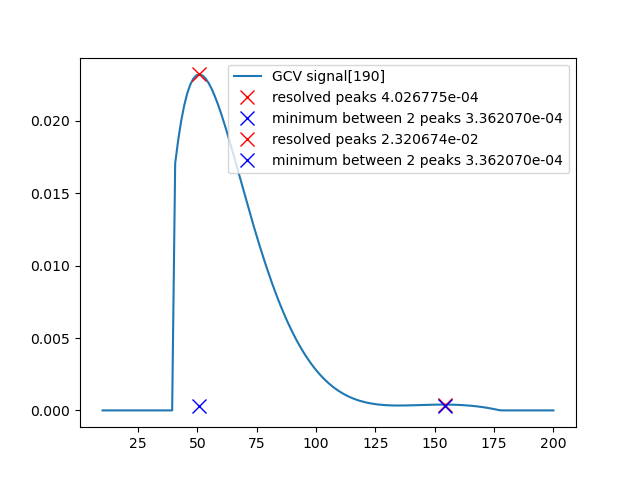 GCV signal[190]
resolved peaks 4.026775e-04
minimum between 2 peaks 3.362070e-04
resolved peaks 2.320674e-02
minimum between 2 peaks 3.362070e-04
0.020
0.015
0.010
0.005
0.000
25 50 75 100 125 150 175 200